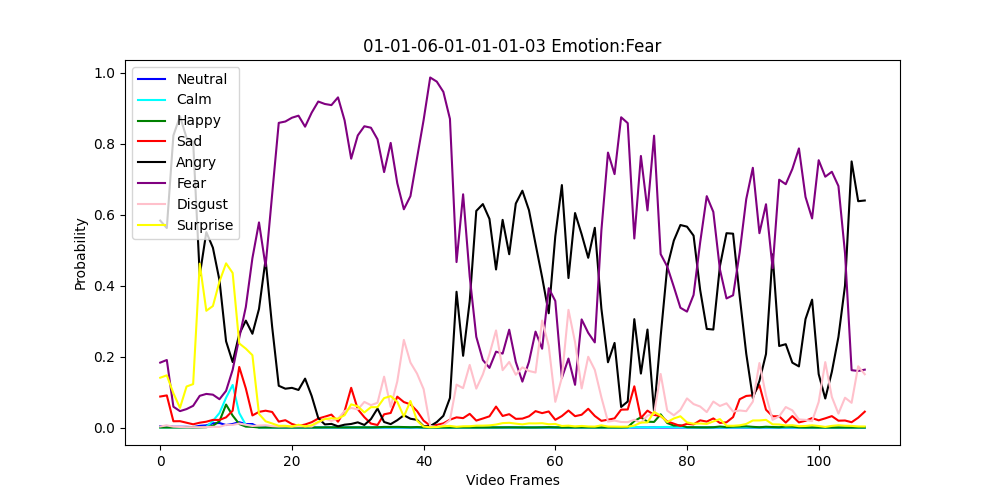 01-01-06-01-01-01-03 Emotion:Fear
1.0
0.8
0.6
0.4
0.2
0.0
Probability
Neutral
Calm
Happy
Sad
Angry
Fear
Disgust
Surprise
0 20 40 60 80 100
Video Frames